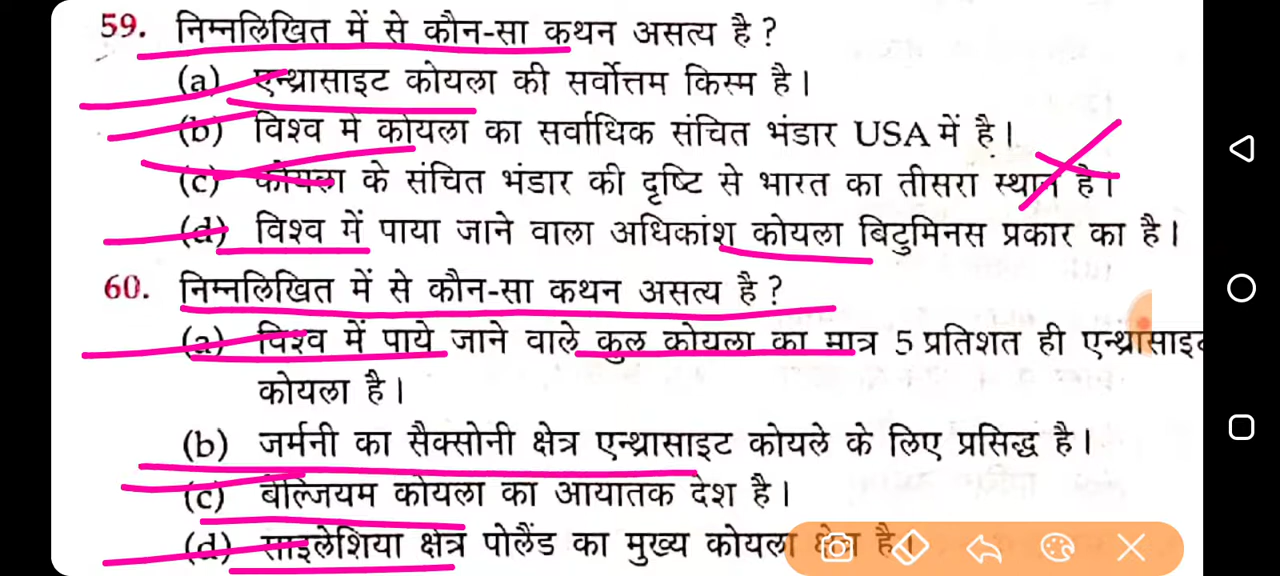 59. निम्नलिखित में से कौन-सा कथन असत्य है ?
(a) एन्थ्रासाइट कोयला की सर्वोत्तम किस्म है।
(b) विश्व में कोयला का सर्वाधिक संचित भंडार USA में है।
(c) कोयला के संचित भंडार की दृष्टि से भारत का तीसरा स्थान है।
(d) विश्व में पाया जाने वाला अधिकांश कोयला बिटुमिनस प्रकार का है।
60. निम्नलिखित में से कौन-सा कथन असत्य है ?
(a) विश्व में पाये जाने वाले कुल कोयला का मात्र 5 प्रतिशत ही
कोयला है।
(b) जर्मनी का सैक्सोनी क्षेत्र एन्थ्रासाइट कोयले के लिए प्रसिद्ध है।
(c) बेल्जियम कोयला का आयातक देश है।
(d) साइलेशिया क्षेत्र पोलैंड का मुख्य कोयला क्षेत्र है।